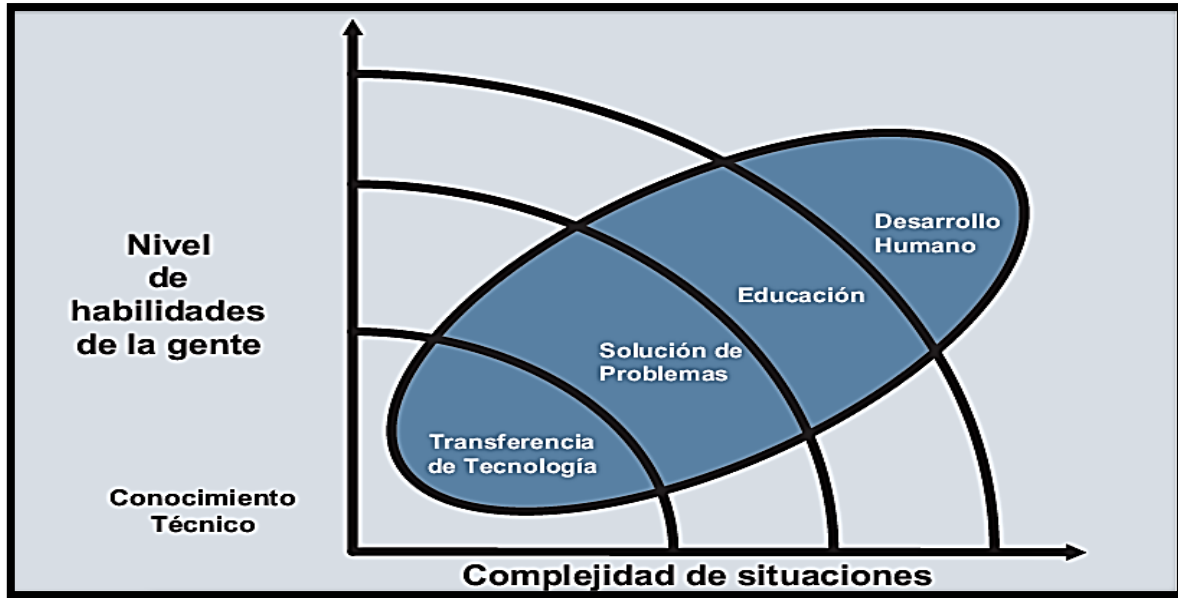 Nivel
de
habilidades
de la gente
Conocimiento
Técnico
Desarrollo
Humano
Educación
Solución de
Problemas
Transferencia
de Tecnología
Complejidad de situaciones